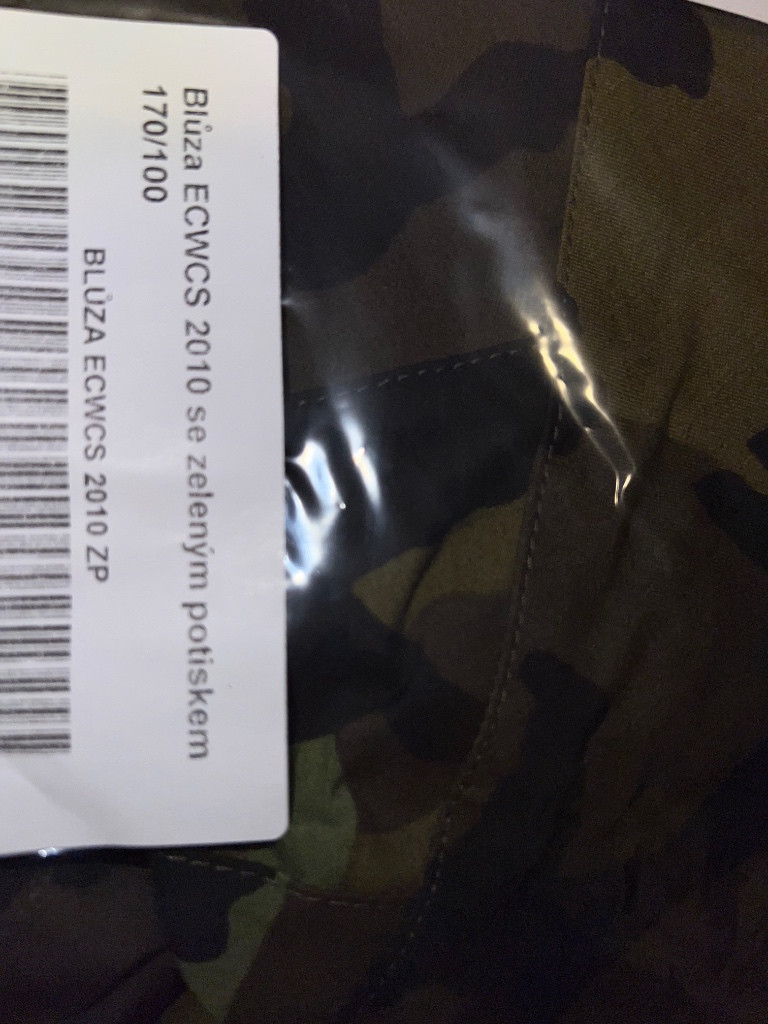 Blůza ECWCS 2010 se zeleným potiskem
170/100
BLŮZA ECWCS 2010 ZP